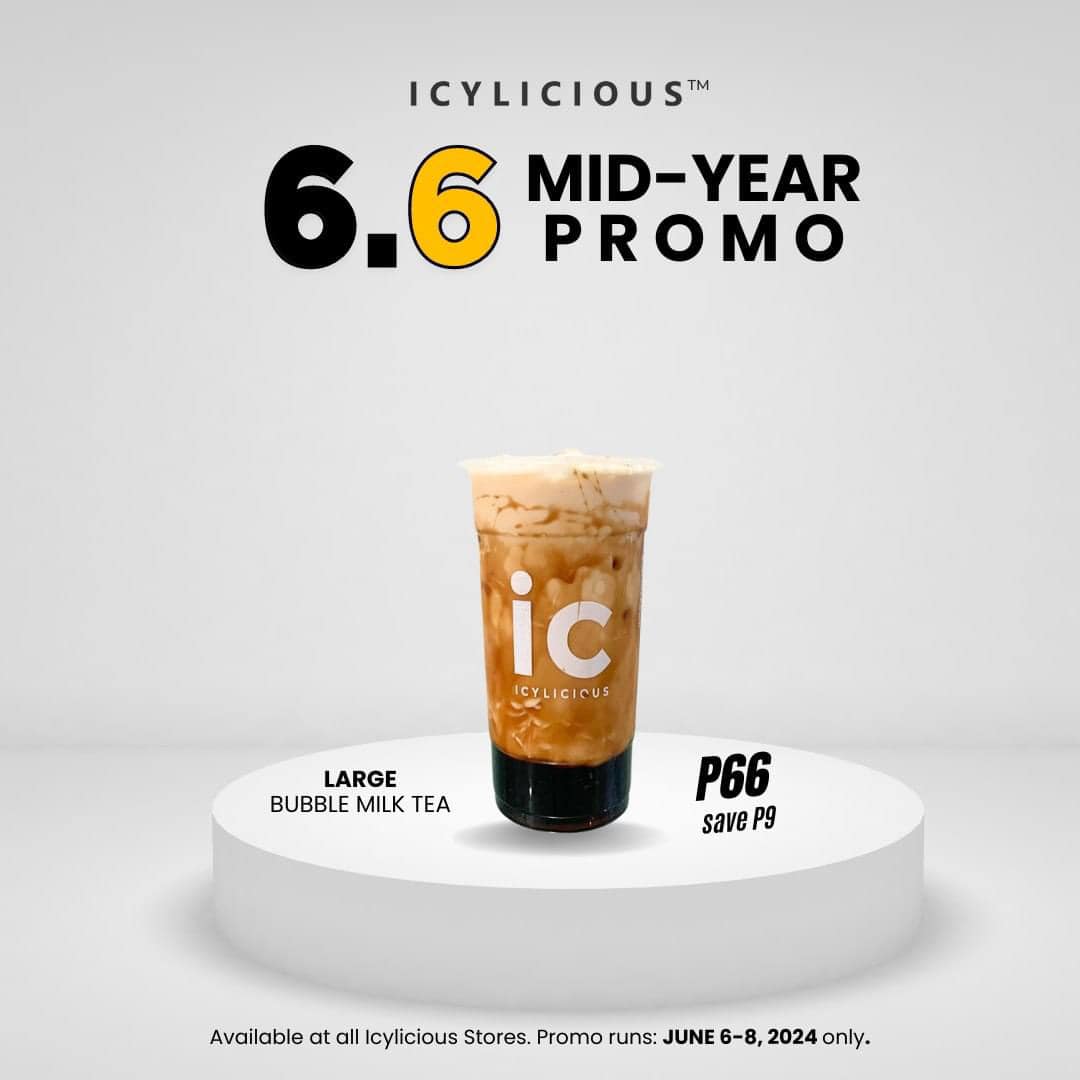 ICYLICIOUS™
6.6 MID-YEAR
PROMO
ic
ICYLICIOUS
LARGE
BUBBLE MILK TEA
P66
save P9
Available at all Icylicious Stores. Promo runs: JUNE 6-8, 2024 only.